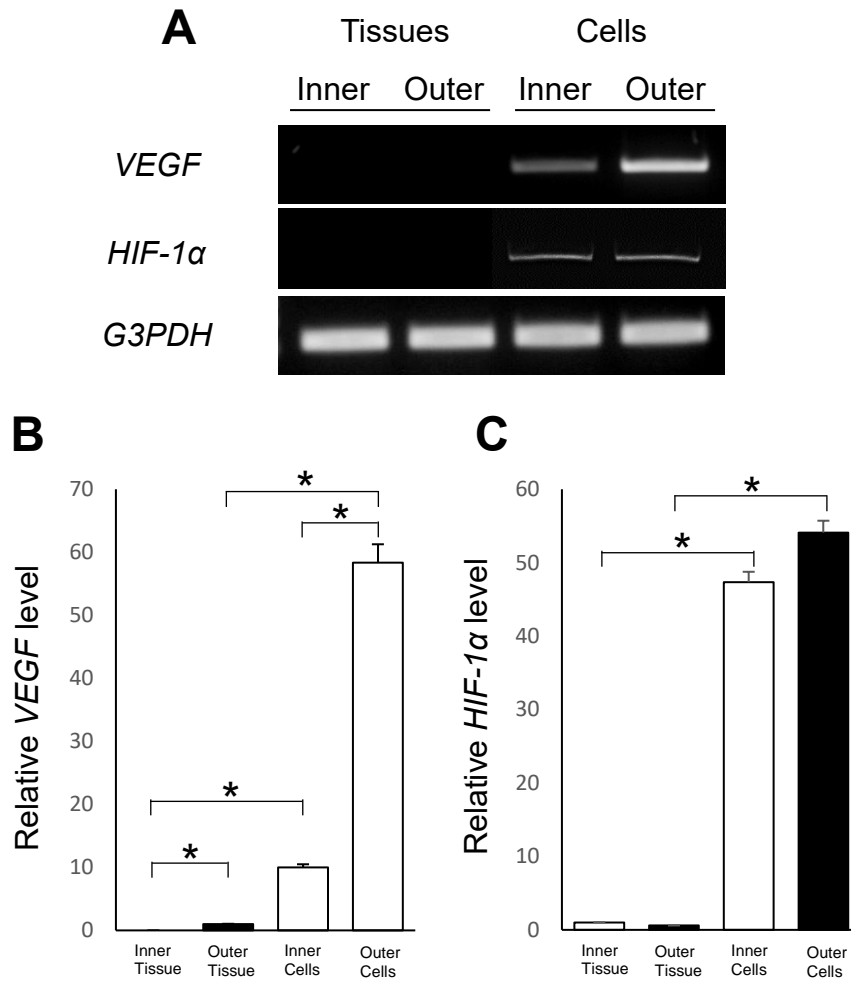 A
Tissues Cells
Inner Outer Inner Outer
VEGF
HIF-1α
G3PDH
B
Relative VEGF level
70
60
50
40
30
20
10
0
*
*
*
*
Inner Tissue
Outer Tissue
Inner Cells
Outer Cells
C
Relative HIF-1α level
60
50
40
30
20
10
0
*
*
Inner Tissue
Outer Tissue
Inner Cells
Outer Cells